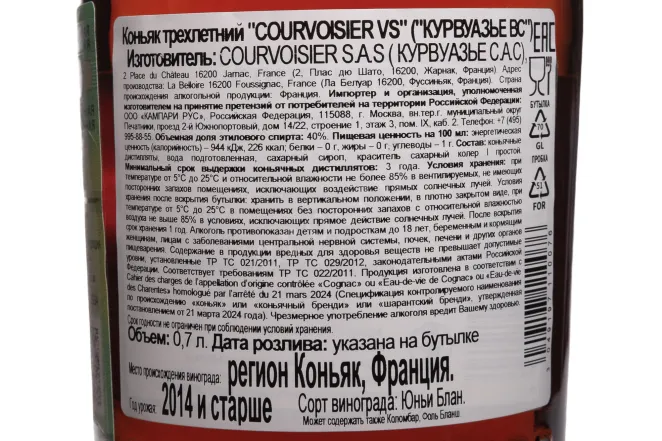 Коньяк трехлетний "COURVOISIER VS" ("КУРВУАЗЬЕ ВС")
Изготовитель: COURVOISIER S.A.S ( КУРВУАЗЬЕ С.А.С),
2 Place du Château 16200 Jarnac, France (2, Плас дю Шато, 16200, Жарнак, Франция). Адрес
производства: La Belloire 16200 Foussignac, France (Ла Белуар 16200, Фуссиньяк, Франция). Страна
происхождения алкогольной продукции: Франция. Импортер и организация, уполномоченная
изготовителем на принятие претензий от потребителей на территории Российской Федерации:
ООО «КАМПАРИ РУС», Российская Федерация, 115088, г. Москва, вн.тер.г. муниципальный округ
Печатники, проезд 2-й Южнопортовый, дом 14/22, строение 1, этаж 3, пом IX, каб. 2. Телефон: +7 (495)
995-88-55. Объемная доля этилового спирта: 40%. Пищевая ценность на 100 мл: энергетическая
ценность (калорийность) – 944 кДж, 226 ккал; белки – 0 г, жиры – 0 г, углеводы – 1 г. Состав: коньячные
дистилляты, вода подготовленная, сахарный сироп, краситель сахарный колер I простой.
Минимальный срок выдержки коньячных дистиллятов: 3 года. Условия хранения: при
температуре от 5°С до 25°С и относительной влажности не более 85% в вентилируемых, не имеющих
посторонних запахов помещениях, исключающих воздействие прямых солнечных лучей. Условия
хранения после вскрытия бутылки: хранить в вертикальном положении, в плотно закрытом виде, при
температуре от 5°С до 25°С в помещениях без посторонних запахов с относительной влажностью
воздуха не выше 85% в условиях, исключающих прямое действие солнечных лучей. После вскрытия
срок хранения 1 год. Алкоголь противопоказан детям и подросткам до 18 лет, беременным и кормящим
женщинам, лицам с заболеваниями центральной нервной системы, почек, печени и других органов
пищеварения. Содержание в продукции вредных для здоровья веществ не превышает допустимые
уровни, установленные ТР ТС 021/2011, ТР ТС 029/2012, законодательными актами Российской
Федерации. Соответствует требованиям ТР ТС 022/2011. Продукция изготовлена в соответствии с
Cahier des charges de l'appellation d'origine contrôlée «Cognac» ou «Eau-de-vie de Cognac» ou «Eau-de-vie
des Charentes» homologué par l'arrêté du 21 mars 2024 (Спецификация контролируемого наименования
по происхождению «коньяк» или «коньячный бренди» или «шарантский бренди», утвержденная
постановлением от 21 марта 2024 года). Чрезмерное употребление алкоголя вредит Вашему здоровью.
Срок годности не ограничен при соблюдении условий хранения.
Объем: 0,7 л. Дата розлива: указана на бутылке
Место происхождения винограда: регион Коньяк, Франция.
Год урожая: 2014 и старше Сорт винограда: Юньи Блан.
Может содержать также Коломбар, Фоль Бланш.
EAC
БУТЫЛКА
70
GL
ПРОБКА
51
FOR